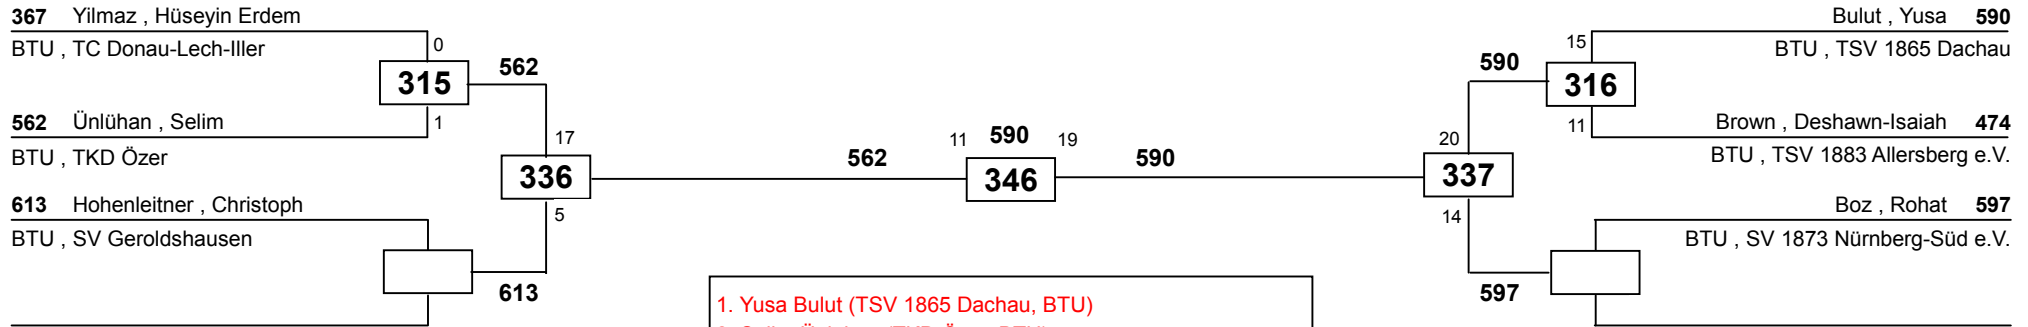 367 Yilmaz , Hüseyin Erdem
BTU , TC Donau-Lech-Iller
0
315
562
1
562 Ünlühan , Selim
BTU , TKD Özer
17
336
5
613 Hohenleitner , Christoph
BTU , SV Geroldshausen
613
562
11 590 19
346
590
Bulut , Yusa 590
BTU , TSV 1865 Dachau
15
590
316
11
Brown , Deshawn-Isaiah 474
BTU , TSV 1883 Allersberg e.V.
20
337
14
Boz , Rohat 597
BTU , SV 1873 Nürnberg-Süd e.V.
597
1. Yusa Bulut (TSV 1865 Dachau, BTU)